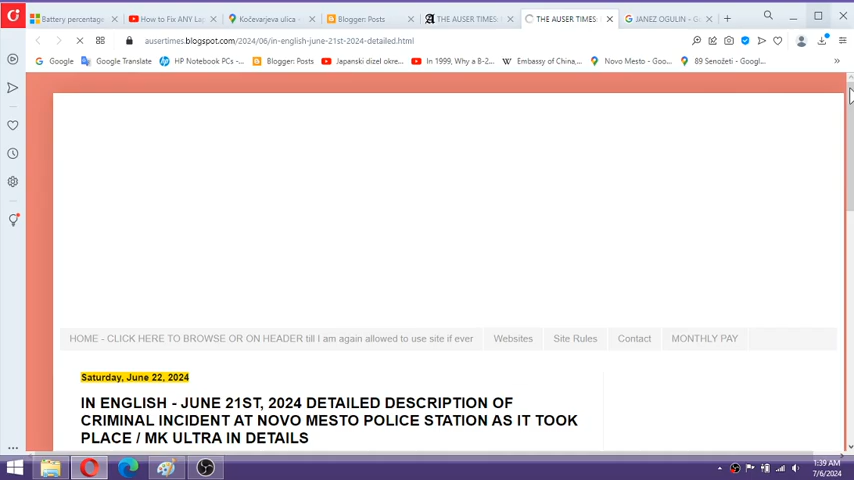 Battery percentage
How to Fix ANY Lap
Kočevarjeva ulica -
Blogger: Posts
THE AUSER TIMES:
THE AUSER TIMES:
JANEZ OGULIN - Go
ausertimes.blogspot.com/2024/06/in-english-june-21st-2024-detailed.html
Google
Google Translate
HP Notebook PCs -...
Blogger: Posts
Japanski dizel okre...
In 1999, Why a 8-2...
Embassy of China,...
Novo Mesto - Goo...
89 Senožeti - Googl...
HOME - CLICK HERE TO BROWSE OR ON HEADER till I am again allowed to use site if ever
Websites
Site Rules
Contact
MONTHLY PAY
Saturday, June 22, 2024
IN ENGLISH - JUNE 21ST, 2024 DETAILED DESCRIPTION OF
CRIMINAL INCIDENT AT NOVO MESTO POLICE STATION AS IT TOOK
PLACE / MK ULTRA IN DETAILS
1:39 AM
7/6/2024